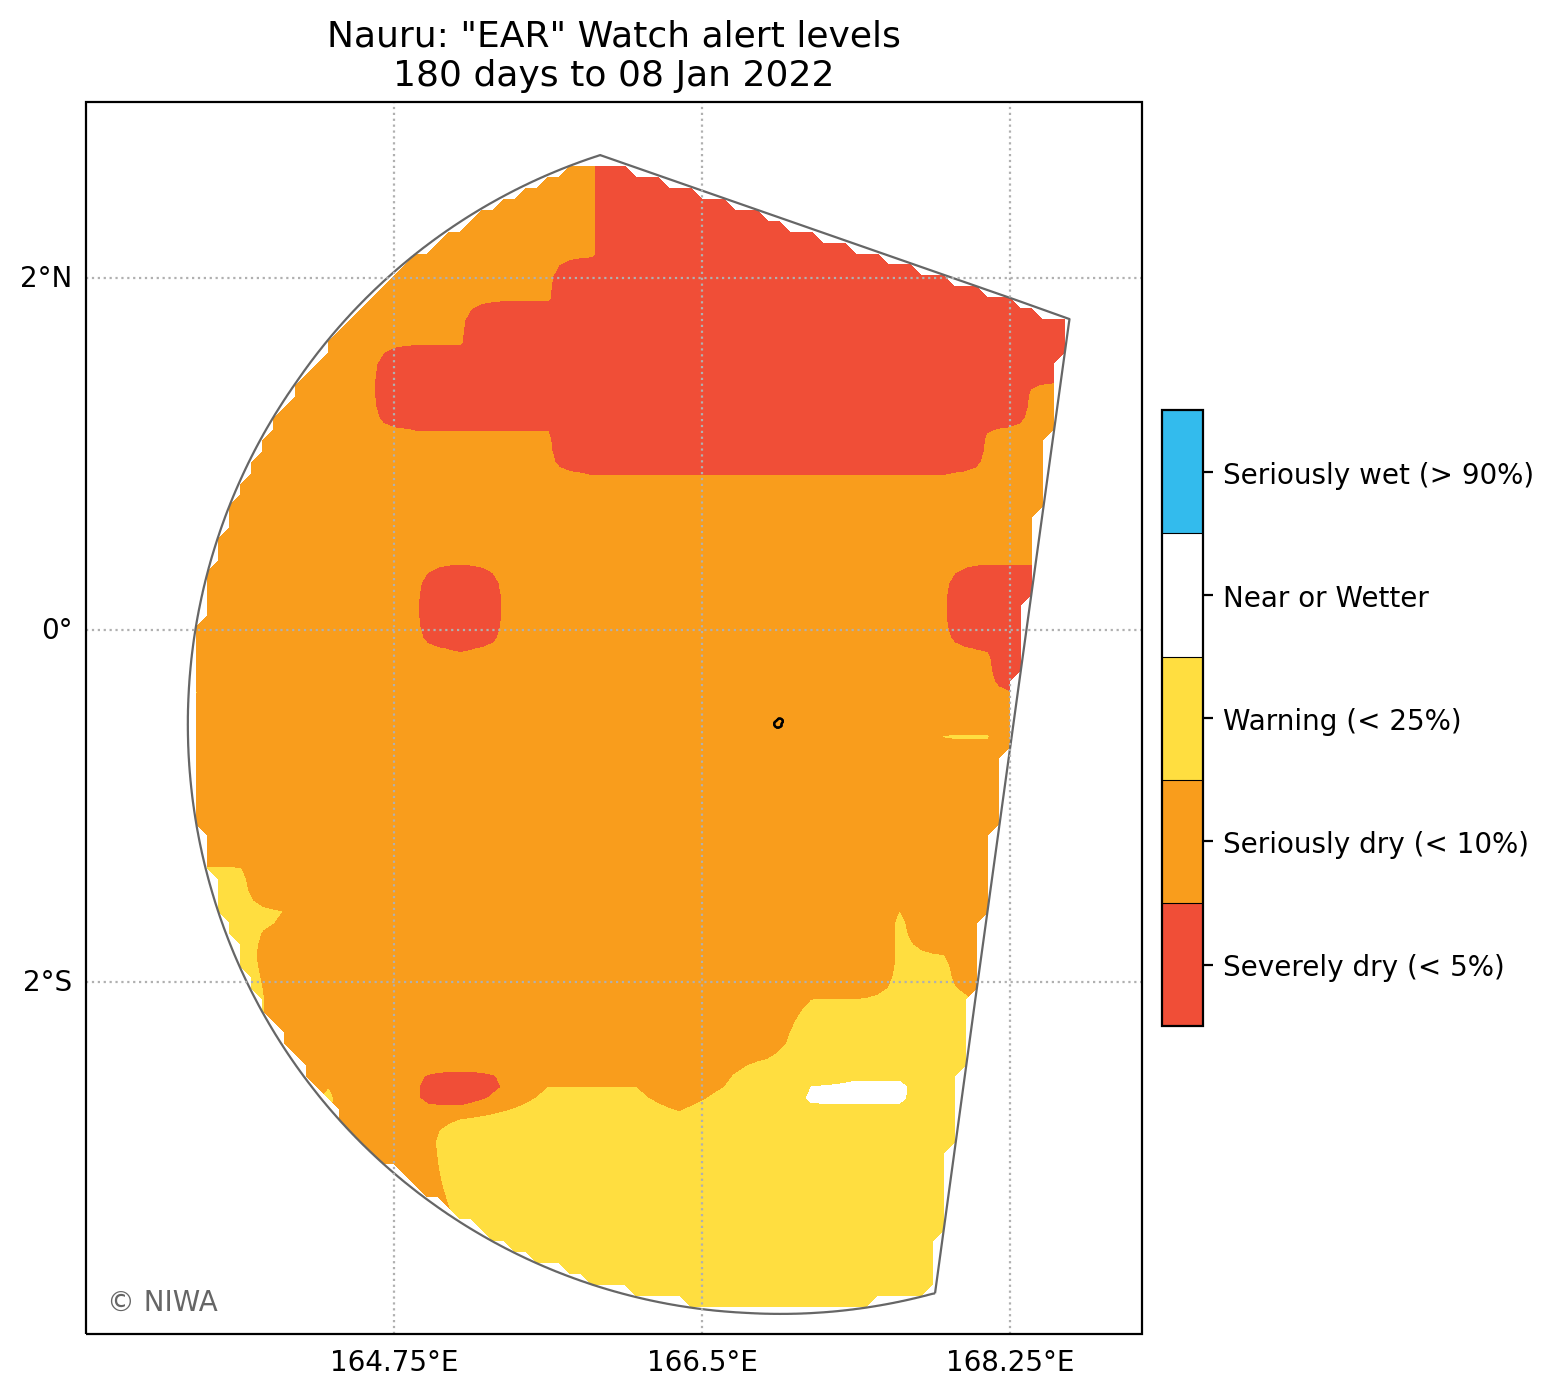 Nauru: "EAR" Watch alert levels
180 days to 08 Jan 2022
2°N
0°
2°S
164.75°E
166.5°E
168.25°E
© NIWA
Seriously wet (> 90%)
Near or Wetter
Warning (< 25%)
Seriously dry (< 10%)
Severely dry (< 5%)